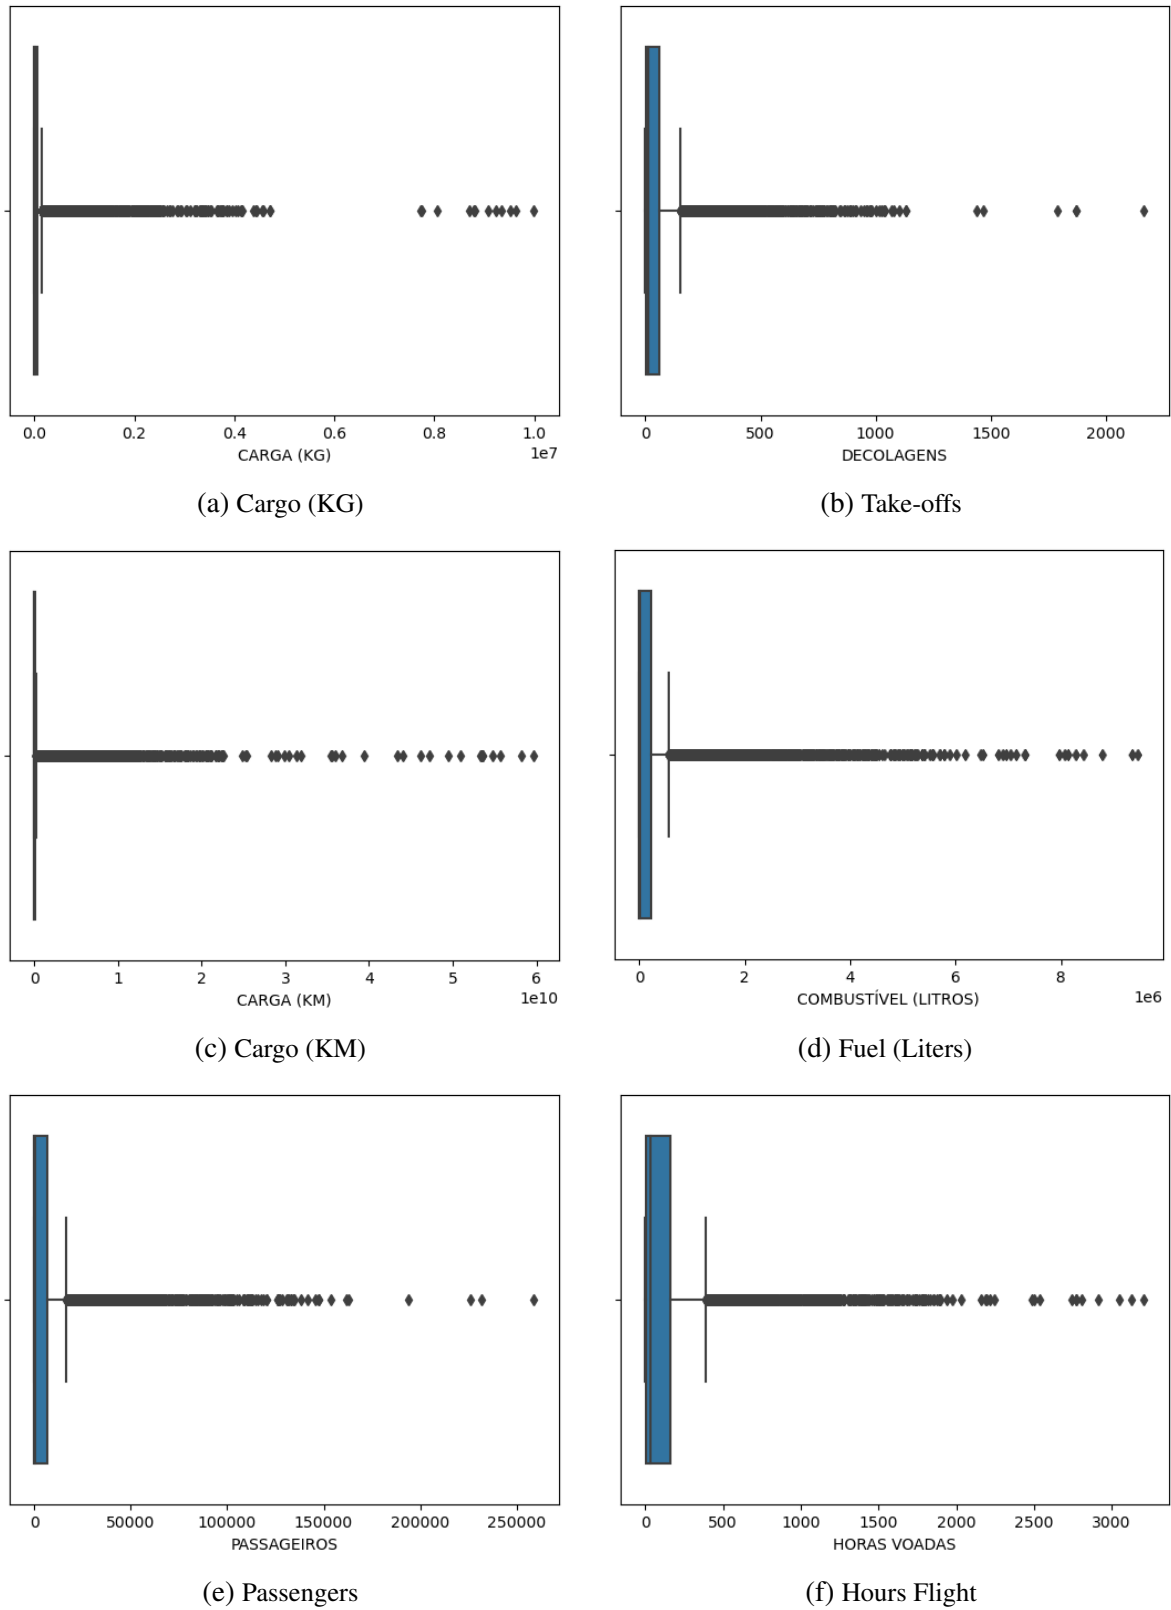 0.0 0.2 0.4 0.6 0.8 1.0
1e7
CARGA (KG)
(a) Cargo (KG)
0 500 1000 1500 2000
DECOLAGENS
(b) Take-offs
0 1 2 3 4 5 6
1e10
CARGA (KM)
(c) Cargo (KM)
0 2 4 6 8
1e6
COMBUSTÍVEL (LITROS)
(d) Fuel (Liters)
0 50000 100000 150000 200000 250000
PASSAGEIROS
(e) Passengers
0 500 1000 1500 2000 2500 3000
HORAS VOADAS
(f) Hours Flight